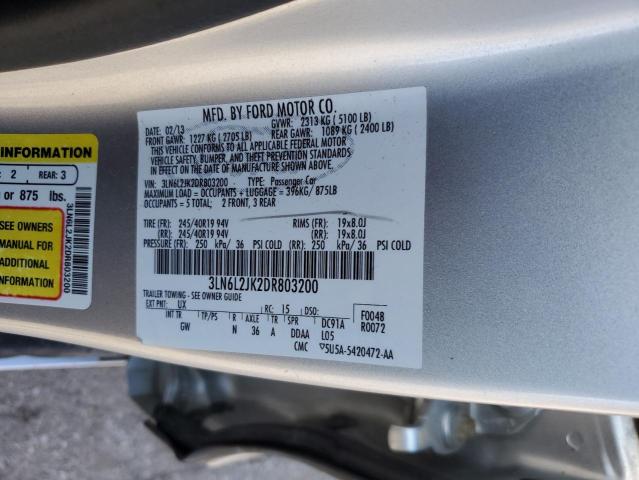 INFORMATION
: 2 REAR: 3
or 875 lbs.
SEE OWNERS
MANUAL FOR
ADDITIONAL
INFORMATION
3LN6L2JK2DR803200
MFD. BY FORD MOTOR CO.
DATE: 02/13 GVWR: 2313 KG (5100 LB)
FRONT GAWR: 1227 KG (2705 LB) REAR GAWR: 1089 KG (2400 LB)
THIS VEHICLE CONFORMS TO ALL APPLICABLE FEDERAL MOTOR
VEHICLE SAFETY, BUMPER, AND THEFT PREVENTION STANDARDS
IN EFFECT ON THE DATE OF MANUFACTURE SHOWN ABOVE.
VIN: 3LN6L2JK2DR803200 TYPE: Passenger Car
MAXIMUM LOAD = OCCUPANTS + LUGGAGE = 396KG/875LB
OCCUPANTS = 5 TOTAL: 2 FRONT, 3 REAR
TIRE (FR): 245/40R19 94V RIMS (FR): 19x8.0J
(RR): 245/40R19 94V (RR): 19x8.0J
PRESSURE (FR): 250 kPa/ 36 PSI COLD (RR): 250 kPa/ 36 PSI COLD
3LN6L2JK2DR803200
TRAILER TOWING - SEE OWNER GUIDE
EXT PNT: UX RC: 15 DSO: F0048
INT TR TP/PS R AXLE TR SPR DC91A R0072
GW N 36 A DDAA L05
CMC 5U5A-5420472-AA